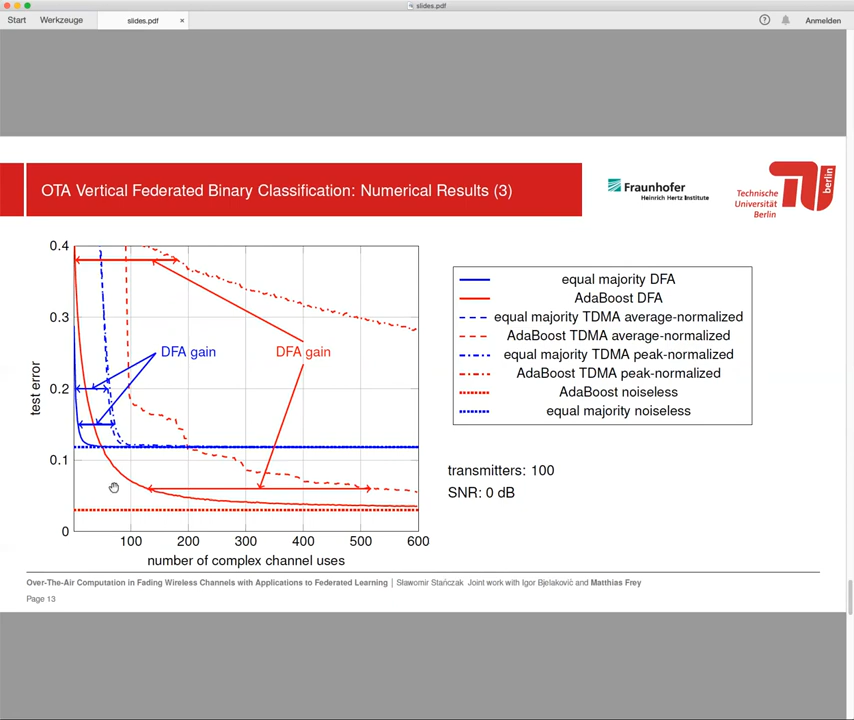 slides.pdf
Start Werkzeuge slides.pdf × ? Anmelden
OTA Vertical Federated Binary Classification: Numerical Results (3)
Fraunhofer
Heinrich Hertz Institute
Technische
Universität
Berlin
berlin
0.4
0.3
0.2
0.1
0
test error
DFA gain
DFA gain
100 200 300 400 500 600
number of complex channel uses
equal majority DFA
AdaBoost DFA
equal majority TDMA average-normalized
AdaBoost TDMA average-normalized
equal majority TDMA peak-normalized
AdaBoost TDMA peak-normalized
AdaBoost noiseless
equal majority noiseless
transmitters: 100
SNR: 0 dB
Over-The-Air Computation in Fading Wireless Channels with Applications to Federated Learning | Sławomir Stańczak Joint work with Igor Bjelaković and Matthias Frey
Page 13